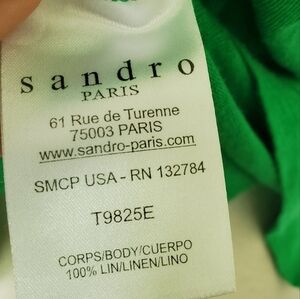 sandro
PARIS
61 Rue de Turenne
75003 PARIS
www.sandro-paris.com
SMCP USA - RN 132784
T9825E
CORPS/BODY/CUERPO
100% LIN/LINEN/LINO